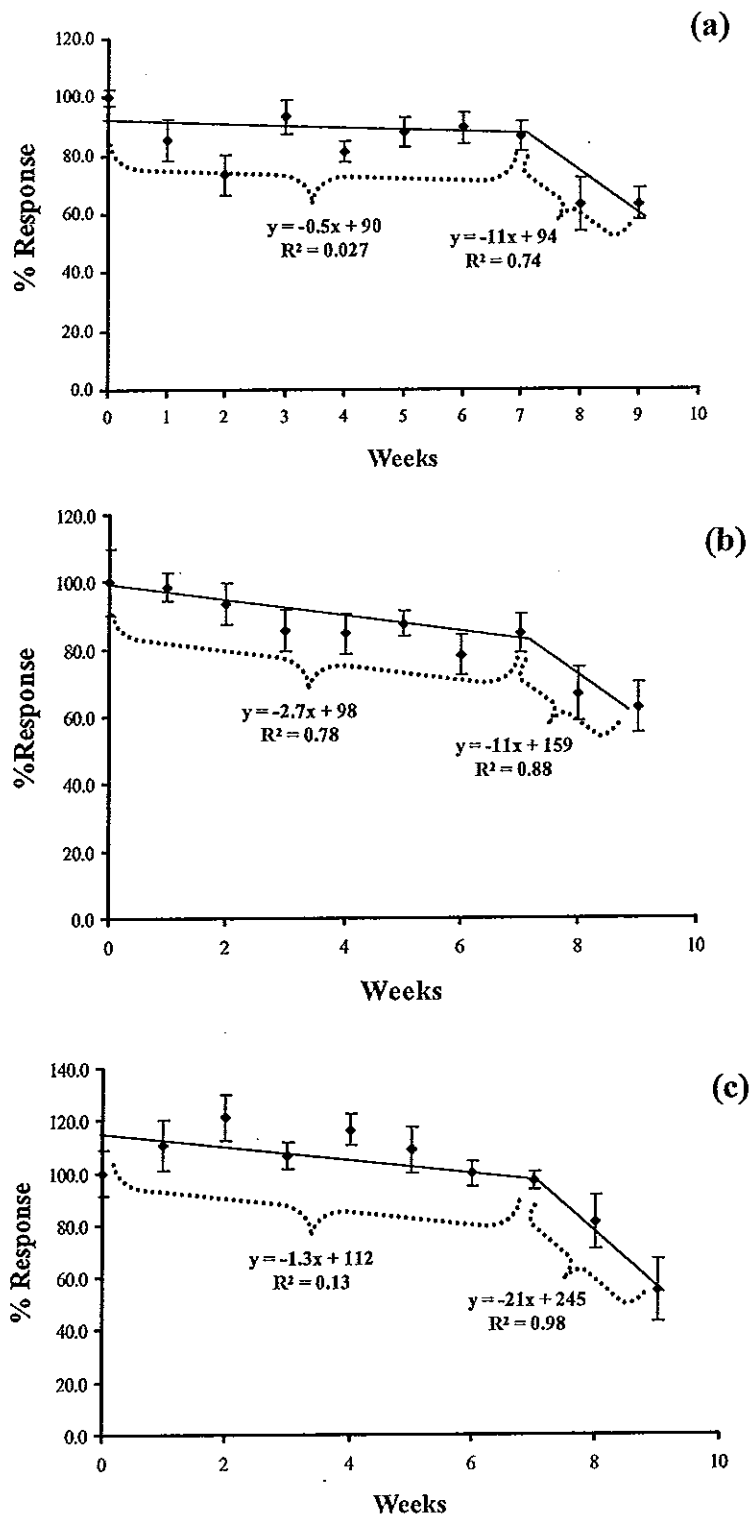 (a)
120.0
100.0
80.0
60.0
40.0
20.0
0.0
% Response
y = -0.5x + 90
R² = 0.027
y = -11x + 94
R² = 0.74
0 1 2 3 4 5 6 7 8 9 10
Weeks
(b)
120.0
100.0
80.0
60.0
40.0
20.0
0.0
%Response
y = -2.7x + 98
R² = 0.78
y = -11x + 159
R² = 0.88
0 2 4 6 8 10
Weeks
(c)
140.0
120.0
100.0
80.0
60.0
40.0
20.0
0.0
% Response
y = -1.3x + 112
R² = 0.13
y = -21x + 245
R² = 0.98
0 2 4 6 8 10
Weeks